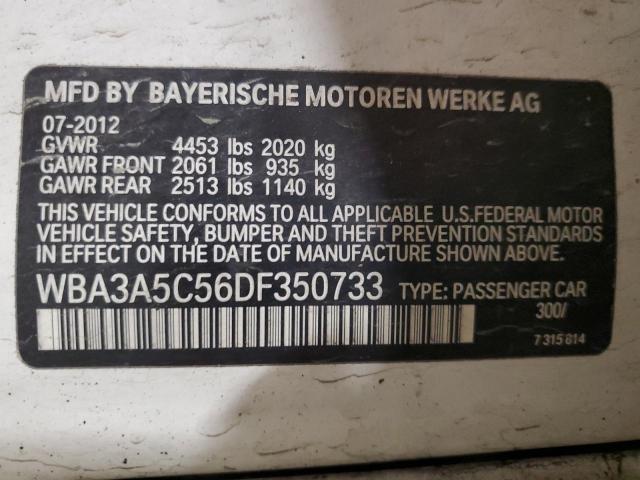 MFD BY BAYERISCHE MOTOREN WERKE AG
07-2012
GVWR 4453 lbs 2020 kg
GAWR FRONT 2061 lbs 935 kg
GAWR REAR 2513 lbs 1140 kg
THIS VEHICLE CONFORMS TO ALL APPLICABLE U.S.FEDERAL MOTOR
VEHICLE SAFETY, BUMPER AND THEFT PREVENTION STANDARDS
IN EFFECT ON THE DATE OF MANUFACTURE SHOWN ABOVE.
WBA3A5C56DF350733 TYPE: PASSENGER CAR
300/
7 315 814